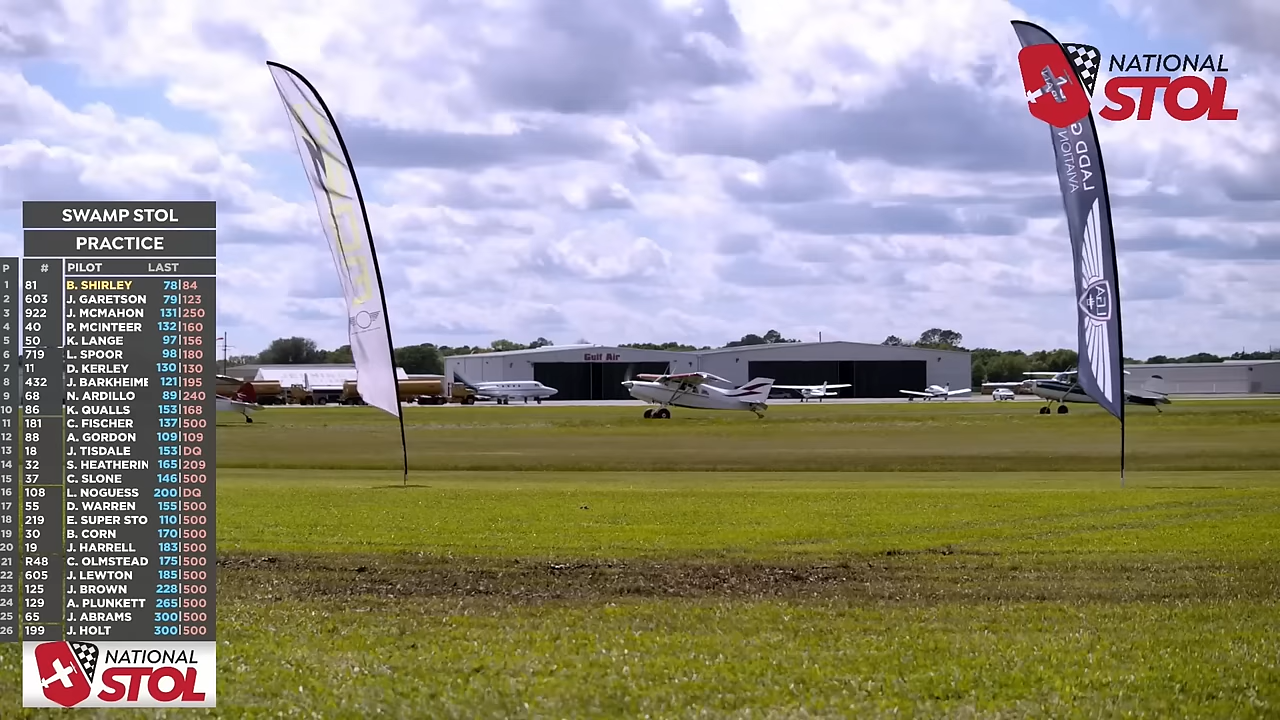 NATIONAL
STOL
LADD G
AVIATION
LGA
Gulf Air
SWAMP STOL
PRACTICE
P # PILOT LAST
1 81 B. SHIRLEY 78|84
2 603 J. GARETSON 79|123
3 922 J. MCMAHON 131|250
4 40 P. MCINTEER 132|160
5 50 K. LANGE 97|156
6 719 L. SPOOR 98|180
7 11 D. KERLEY 130|130
8 432 J. BARKHEIME 121|195
9 68 N. ARDILLO 89|240
10 86 K. QUALLS 153|168
11 181 C. FISCHER 137|500
12 88 A. GORDON 109|109
13 18 J. TISDALE 153|DQ
14 32 S. HEATHERIN 165|209
15 37 C. SLONE 146|500
16 108 L. NOGUESS 200|DQ
17 55 D. WARREN 155|500
18 219 E. SUPER STO 110|500
19 30 B. CORN 170|500
20 19 J. HARRELL 183|500
21 R48 C. OLMSTEAD 175|500
22 605 J. LEWTON 185|500
23 125 J. BROWN 228|500
24 129 A. PLUNKETT 265|500
25 65 J. ABRAMS 300|500
26 199 J. HOLT 300|500
NATIONAL
STOL